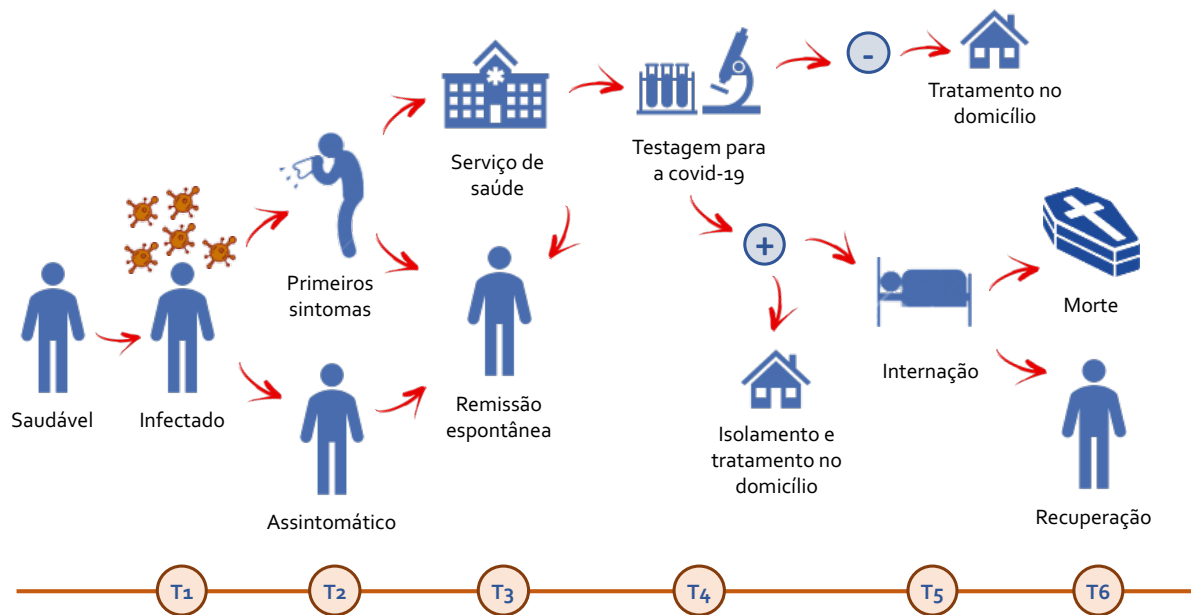 -
Tratamento no
domicílio
Serviço de
saúde
Testagem para
a covid-19
+
Primeiros
sintomas
Morte
Internação
Saudável
Infectado
Remissão
espontânea
Isolamento e
tratamento no
domicílio
Assintomático
Recuperação
T1
T2
T3
T4
T5
T6